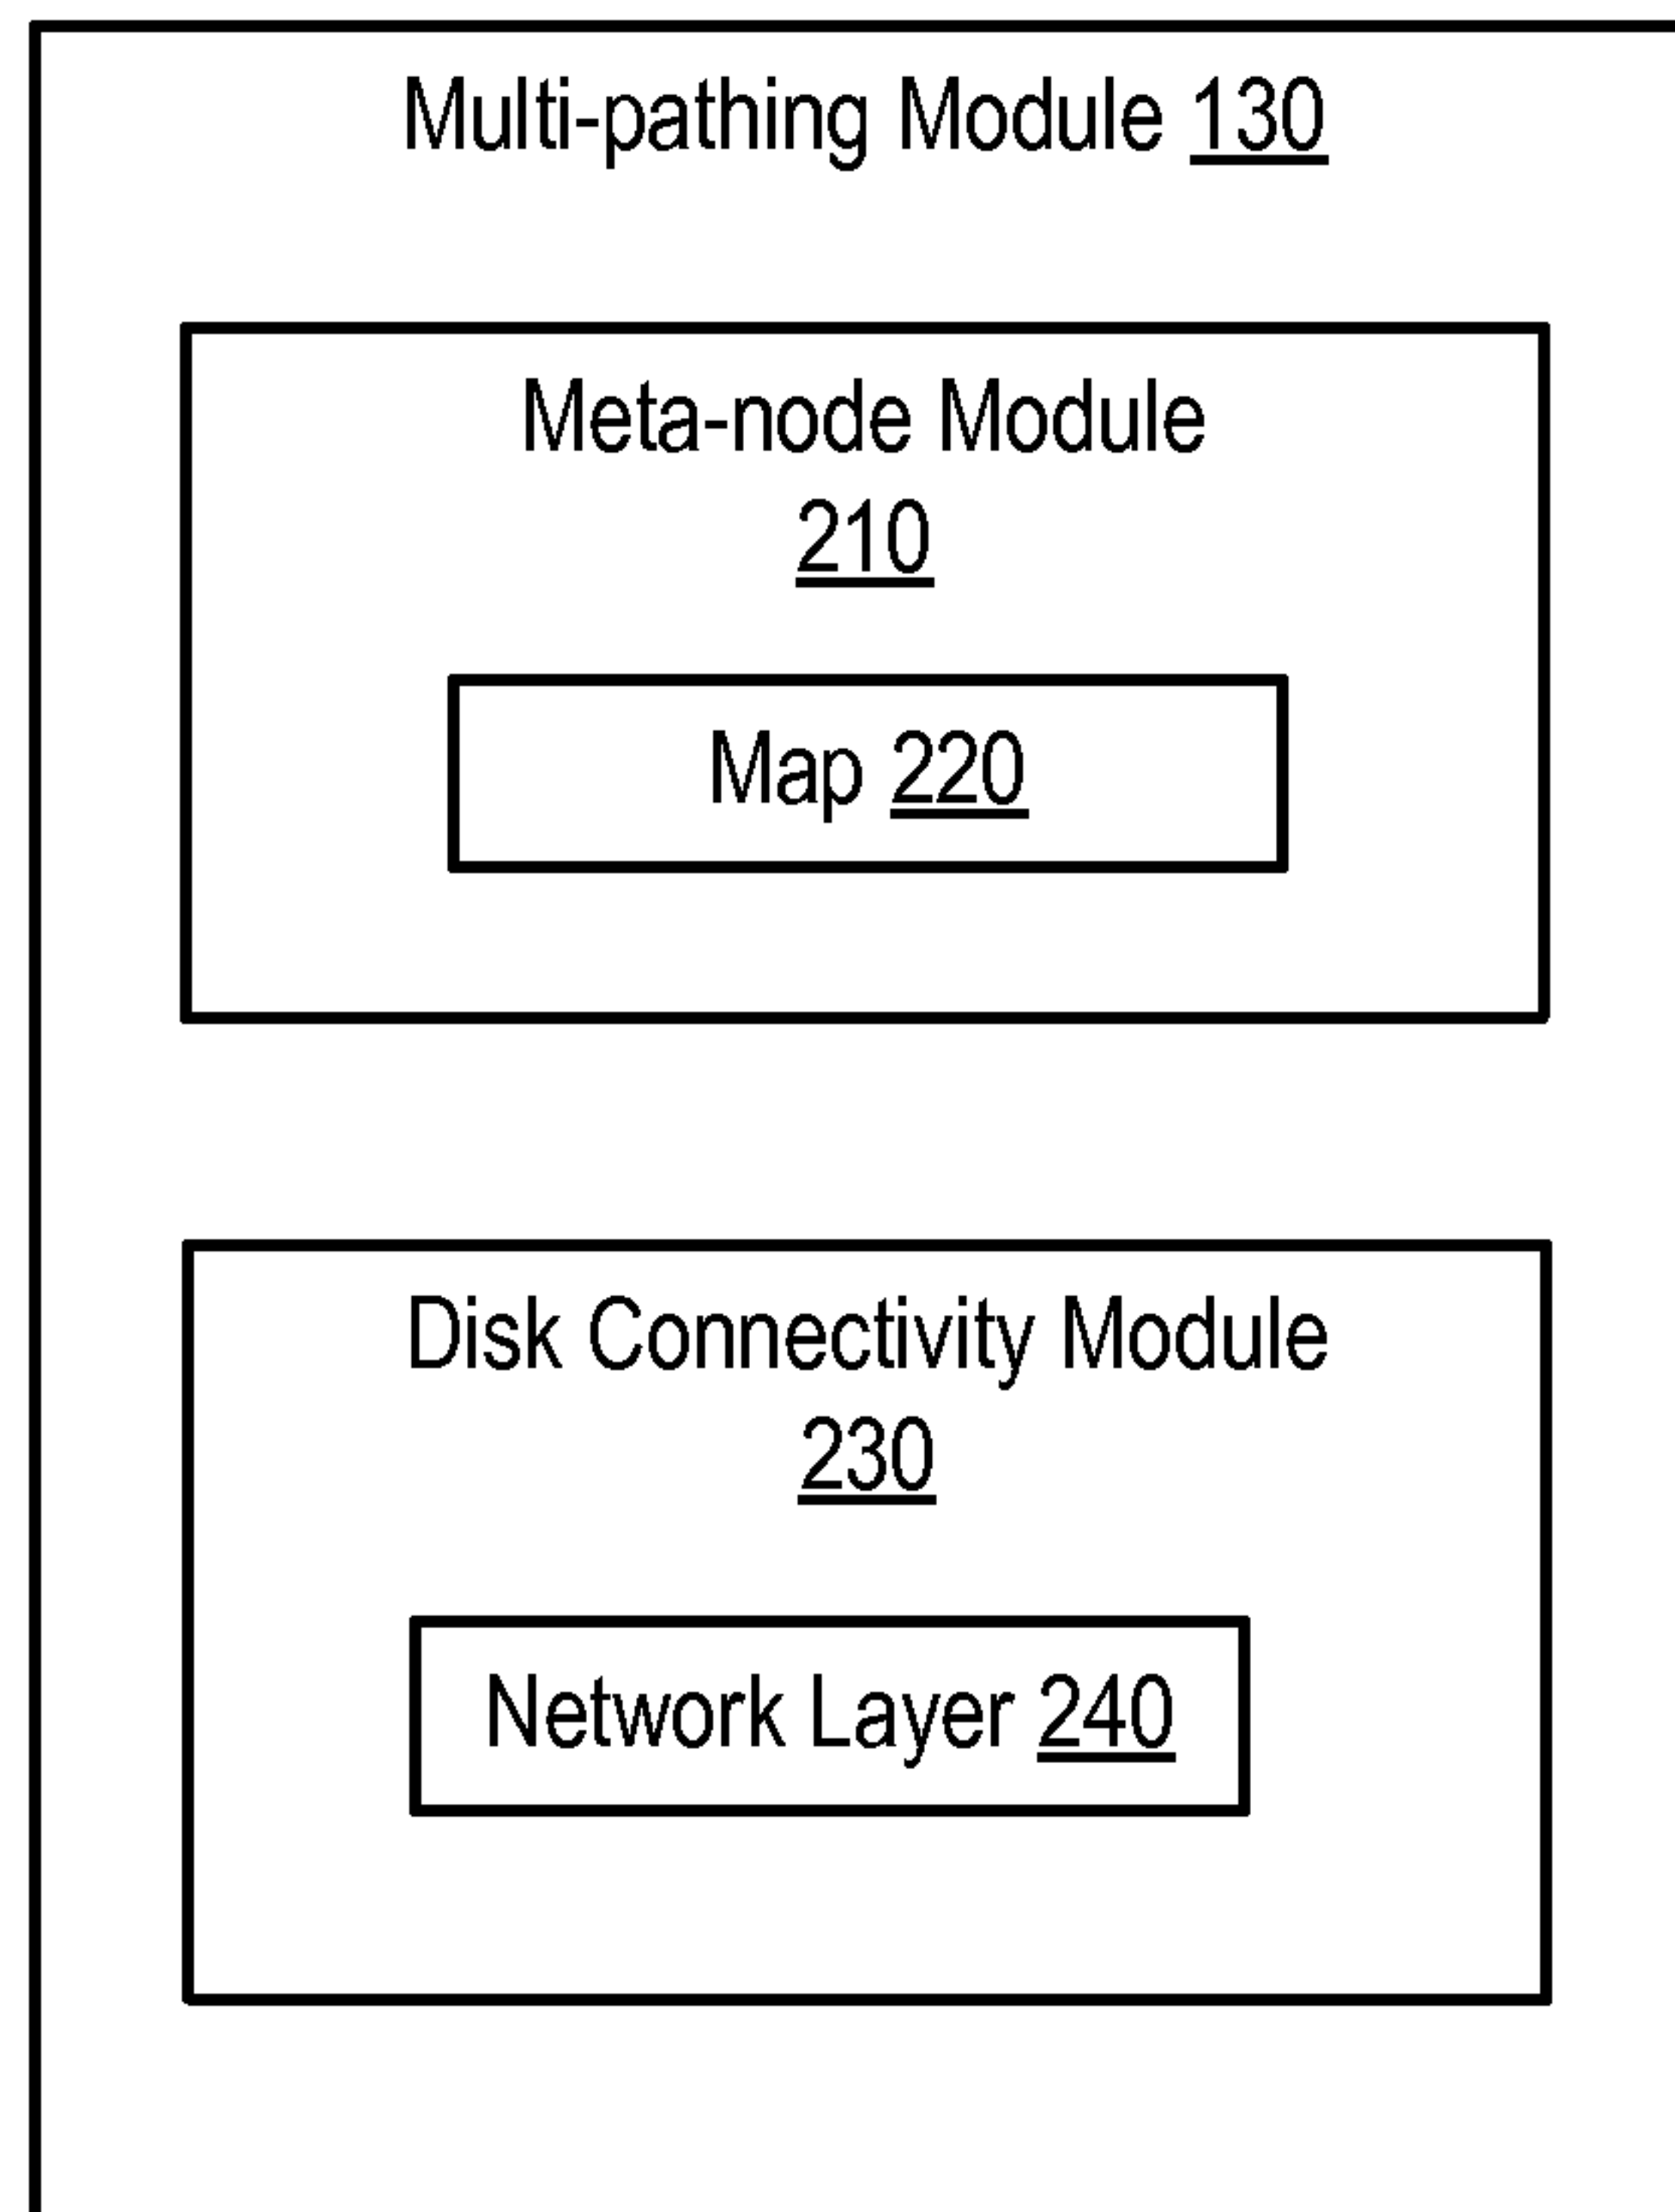 Multi-pathing Module 130
Meta-node Module
210
Map 220
Disk Connectivity Module
230
Network Layer 240